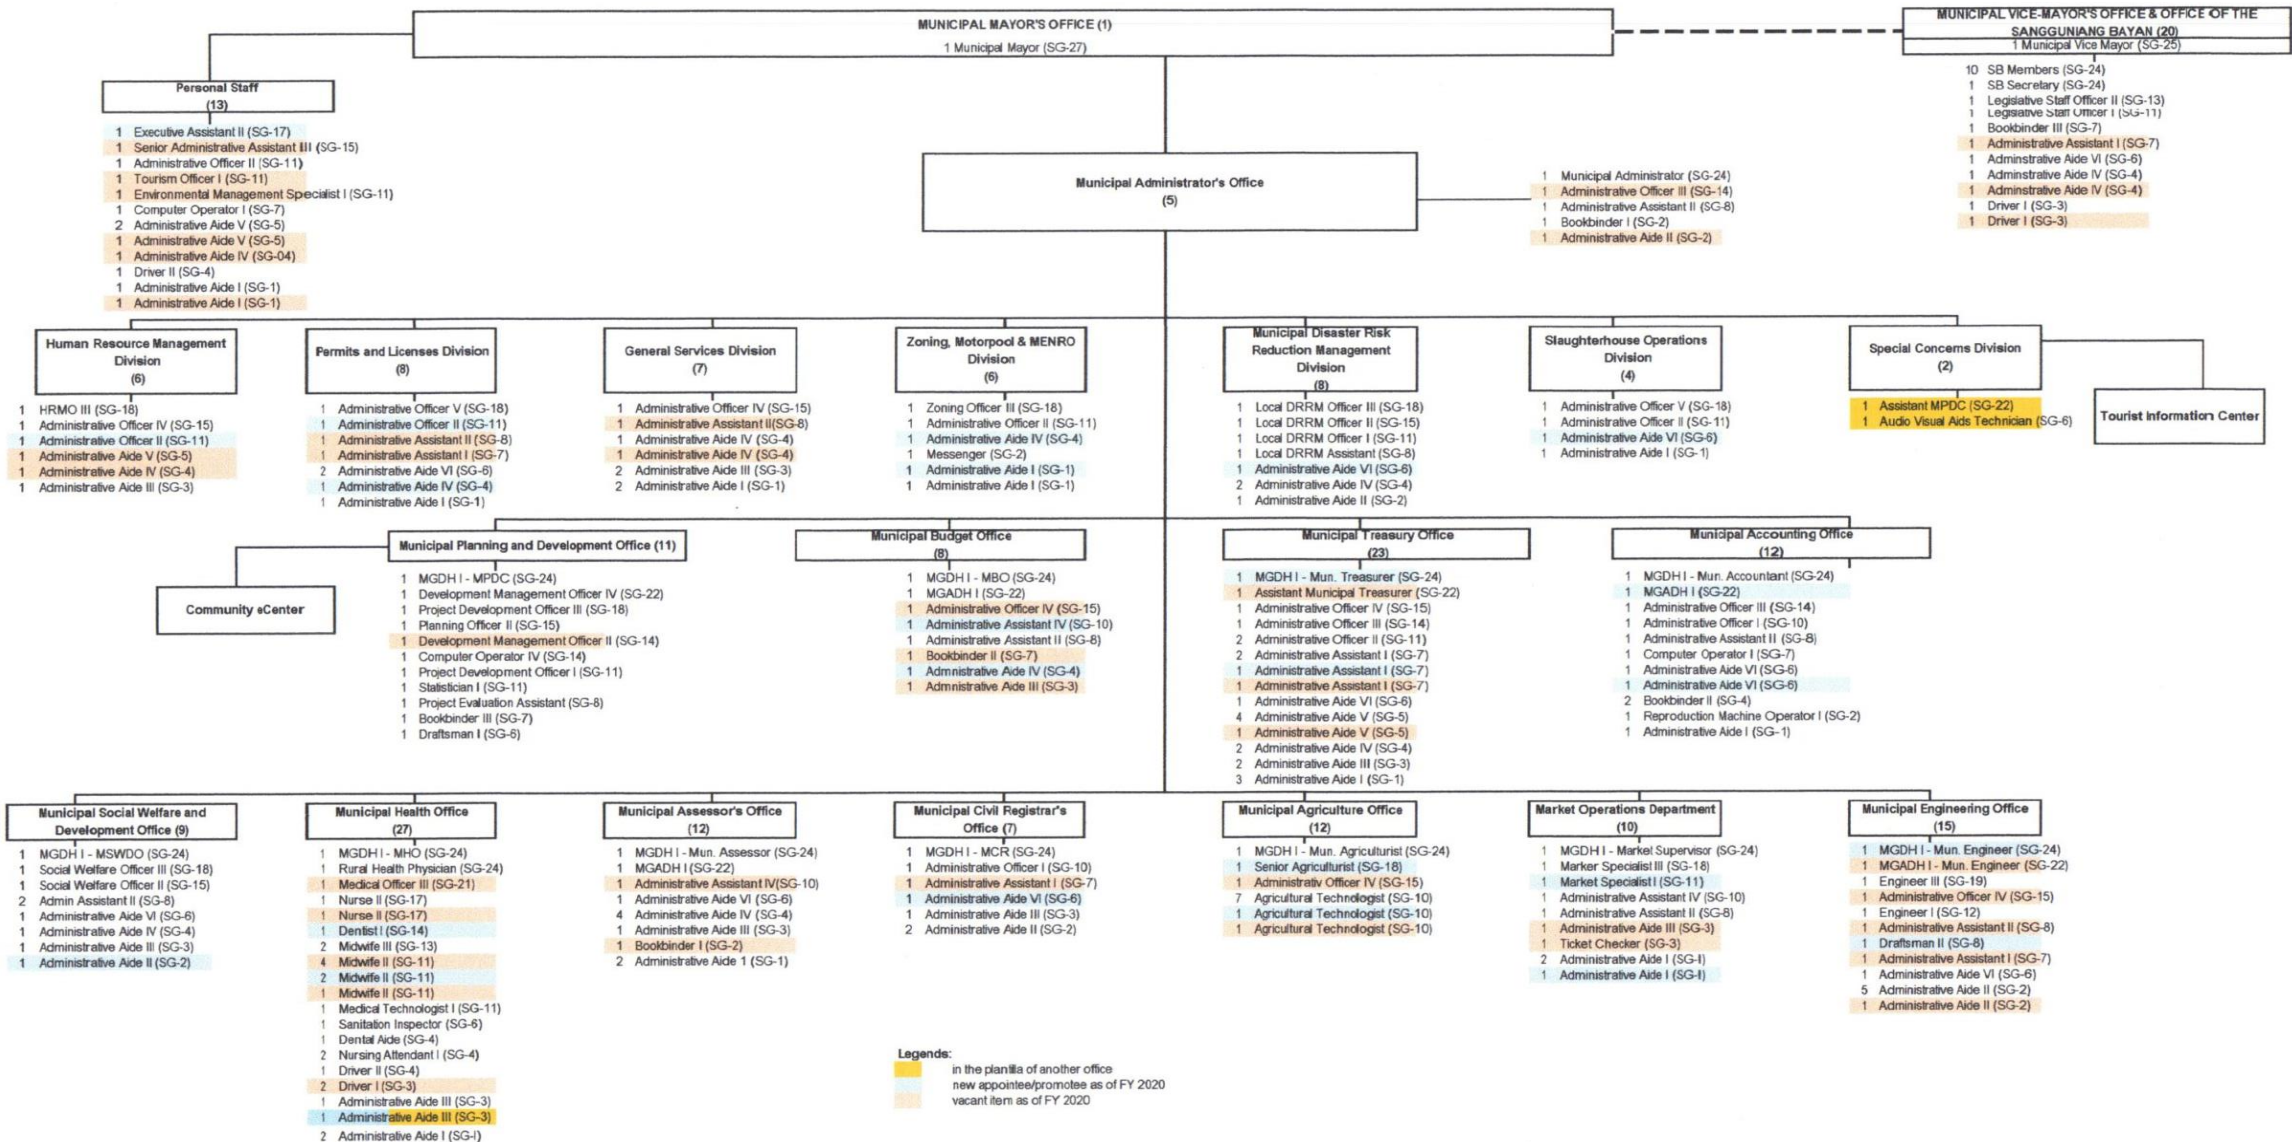 MUNICIPAL MAYOR'S OFFICE (1)
1 Municipal Mayor (SG-27)
MUNICIPAL VICE-MAYOR'S OFFICE & OFFICE OF THE
SANGGUNIANG BAYAN (20)
1 Municipal Vice Mayor (SG-25)
10 SB Members (SG-24)
1 SB Secretary (SG-24)
1 Legislative Staff Officer II (SG-13)
1 Legislative Staff Officer I (SG-11)
1 Bookbinder III (SG-7)
1 Administrative Assistant I (SG-7)
1 Adminstrative Aide VI (SG-6)
1 Adminstrative Aide IV (SG-4)
1 Adminstrative Aide IV (SG-4)
1 Driver I (SG-3)
1 Driver I (SG-3)
Personal Staff
(13)
1 Executive Assistant II (SG-17)
1 Senior Administrative Assistant III (SG-15)
1 Administrative Officer II (SG-11)
1 Tourism Officer I (SG-11)
1 Environmental Management Specialist I (SG-11)
1 Computer Operator I (SG-7)
2 Administrative Aide V (SG-5)
1 Administrative Aide V (SG-5)
1 Administrative Aide IV (SG-04)
1 Driver II (SG-4)
1 Administrative Aide I (SG-1)
1 Administrative Aide I (SG-1)
Municipal Administrator's Office
(5)
1 Municipal Administrator (SG-24)
1 Administrative Officer III (SG-14)
1 Administrative Assistant II (SG-8)
1 Bookbinder I (SG-2)
1 Administrative Aide II (SG-2)
Human Resource Management
Division
(6)
1 HRMO III (SG-18)
1 Administrative Officer IV (SG-15)
1 Administrative Officer II (SG-11)
1 Administrative Aide V (SG-5)
1 Administrative Aide IV (SG-4)
1 Administrative Aide III (SG-3)
Permits and Licenses Division
(8)
1 Administrative Officer V (SG-18)
1 Administrative Officer II (SG-11)
1 Administrative Assistant II (SG-8)
1 Administrative Assistant I (SG-7)
2 Administrative Aide VI (SG-6)
1 Administrative Aide IV (SG-4)
1 Administrative Aide I (SG-1)
General Services Division
(7)
1 Administrative Officer IV (SG-15)
1 Administrative Assistant II(SG-8)
1 Administrative Aide IV (SG-4)
1 Administrative Aide IV (SG-4)
2 Administrative Aide III (SG-3)
2 Administrative Aide I (SG-1)
Zoning, Motorpool & MENRO
Division
(6)
1 Zoning Officer III (SG-18)
1 Administrative Officer II (SG-11)
1 Administrative Aide IV (SG-4)
1 Messenger (SG-2)
1 Administrative Aide I (SG-1)
1 Administrative Aide I (SG-1)
Municipal Disaster Risk
Reduction Management
Division
(8)
1 Local DRRM Officer III (SG-18)
1 Local DRRM Officer II (SG-15)
1 Local DRRM Officer I (SG-11)
1 Local DRRM Assistant (SG-8)
1 Administrative Aide VI (SG-6)
2 Administrative Aide IV (SG-4)
1 Administrative Aide II (SG-2)
Slaughterhouse Operations
Division
(4)
1 Administrative Officer V (SG-18)
1 Administrative Officer II (SG-11)
1 Administrative Aide VI (SG-6)
1 Administrative Aide I (SG-1)
Special Concerns Division
(2)
1 Assistant MPDC (SG-22)
1 Audio Visual Aids Technician (SG-6)
Tourist Information Center
Municipal Planning and Development Office (11)
Community eCenter
1 MGDH I - MPDC (SG-24)
1 Development Management Officer IV (SG-22)
1 Project Development Officer III (SG-18)
1 Planning Officer II (SG-15)
1 Development Management Officer II (SG-14)
1 Computer Operator IV (SG-14)
1 Project Development Officer I (SG-11)
1 Statistician I (SG-11)
1 Project Evaluation Assistant (SG-8)
1 Bookbinder III (SG-7)
1 Draftsman I (SG-6)
Municipal Budget Office
(8)
1 MGDH I - MBO (SG-24)
1 MGADH I (SG-22)
1 Administrative Officer IV (SG-15)
1 Administrative Assistant IV (SG-10)
1 Administrative Assistant II (SG-8)
1 Bookbinder II (SG-7)
1 Admnistrative Aide IV (SG-4)
1 Admnistrative Aide III (SG-3)
Municipal Treasury Office
(23)
1 MGDH I - Mun. Treasurer (SG-24)
1 Assistant Municipal Treasurer (SG-22)
1 Administrative Officer IV (SG-15)
1 Administrative Officer III (SG-14)
2 Administrative Officer II (SG-11)
2 Administrative Assistant I (SG-7)
1 Administrative Assistant I (SG-7)
1 Administrative Assistant I (SG-7)
1 Administrative Aide VI (SG-6)
4 Administrative Aide V (SG-5)
1 Administrative Aide V (SG-5)
2 Administrative Aide IV (SG-4)
2 Administrative Aide III (SG-3)
3 Administrative Aide I (SG-1)
Municipal Accounting Office
(12)
1 MGDH I - Mun. Accountant (SG-24)
1 MGADH I (SG-22)
1 Administrative Officer III (SG-14)
1 Administrative Officer I (SG-10)
1 Administrative Assistant II (SG-8)
1 Computer Operator I (SG-7)
1 Administrative Aide VI (SG-6)
1 Administrative Aide VI (SG-6)
2 Bookbinder II (SG-4)
1 Reproduction Machine Operator I (SG-2)
1 Administrative Aide I (SG-1)
Municipal Social Welfare and
Development Office (9)
1 MGDH I - MSWDO (SG-24)
1 Social Welfare Officer III (SG-18)
1 Social Welfare Officer II (SG-15)
2 Admin Assistant II (SG-8)
1 Administrative Aide VI (SG-6)
1 Administrative Aide IV (SG-4)
1 Administrative Aide III (SG-3)
1 Administrative Aide II (SG-2)
Municipal Health Office
(27)
1 MGDH I - MHO (SG-24)
1 Rural Health Physician (SG-24)
1 Medical Officer III (SG-21)
1 Nurse II (SG-17)
1 Nurse II (SG-17)
1 Dentist I (SG-14)
2 Midwife III (SG-13)
4 Midwife II (SG-11)
2 Midwife II (SG-11)
1 Midwife II (SG-11)
1 Medical Technologist I (SG-11)
1 Sanitation Inspector (SG-6)
1 Dental Aide (SG-4)
2 Nursing Attendant I (SG-4)
1 Driver II (SG-4)
2 Driver I (SG-3)
1 Administrative Aide III (SG-3)
1 Administrative Aide III (SG-3)
2 Administrative Aide I (SG-I)
Municipal Assessor's Office
(12)
1 MGDH I - Mun. Assessor (SG-24)
1 MGADH I (SG-22)
1 Administrative Assistant IV(SG-10)
1 Administrative Aide VI (SG-6)
4 Administrative Aide IV (SG-4)
1 Administrative Aide III (SG-3)
1 Bookbinder I (SG-2)
2 Administrative Aide 1 (SG-1)
Municipal Civil Registrar's
Office (7)
1 MGDH I - MCR (SG-24)
1 Administrative Officer I (SG-10)
1 Administrative Assistant I (SG-7)
1 Administrative Aide VI (SG-6)
1 Administrative Aide III (SG-3)
2 Administrative Aide II (SG-2)
Municipal Agriculture Office
(12)
1 MGDH I - Mun. Agriculturist (SG-24)
1 Senior Agriculturist (SG-18)
1 Administrativ Officer IV (SG-15)
7 Agricultural Technologist (SG-10)
1 Agricultural Technologist (SG-10)
1 Agricultural Technologist (SG-10)
Market Operations Department
(10)
1 MGDH I - Market Supervisor (SG-24)
1 Marker Specialist III (SG-18)
1 Market Specialist I (SG-11)
1 Administrative Assistant IV (SG-10)
1 Administrative Assistant II (SG-8)
1 Administrative Aide III (SG-3)
1 Ticket Checker (SG-3)
2 Administrative Aide I (SG-I)
1 Administrative Aide I (SG-I)
Municipal Engineering Office
(15)
1 MGDH I - Mun. Engineer (SG-24)
1 MGADH I - Mun. Engineer (SG-22)
1 Engineer III (SG-19)
1 Administrative Officer IV (SG-15)
1 Engineer I (SG-12)
1 Administrative Assistant II (SG-8)
1 Draftsman II (SG-8)
1 Administrative Assistant I (SG-7)
1 Administrative Aide VI (SG-6)
5 Administrative Aide II (SG-2)
1 Administrative Aide II (SG-2)
Legends:
in the plantilla of another office
new appointee/promotee as of FY 2020
vacant item as of FY 2020